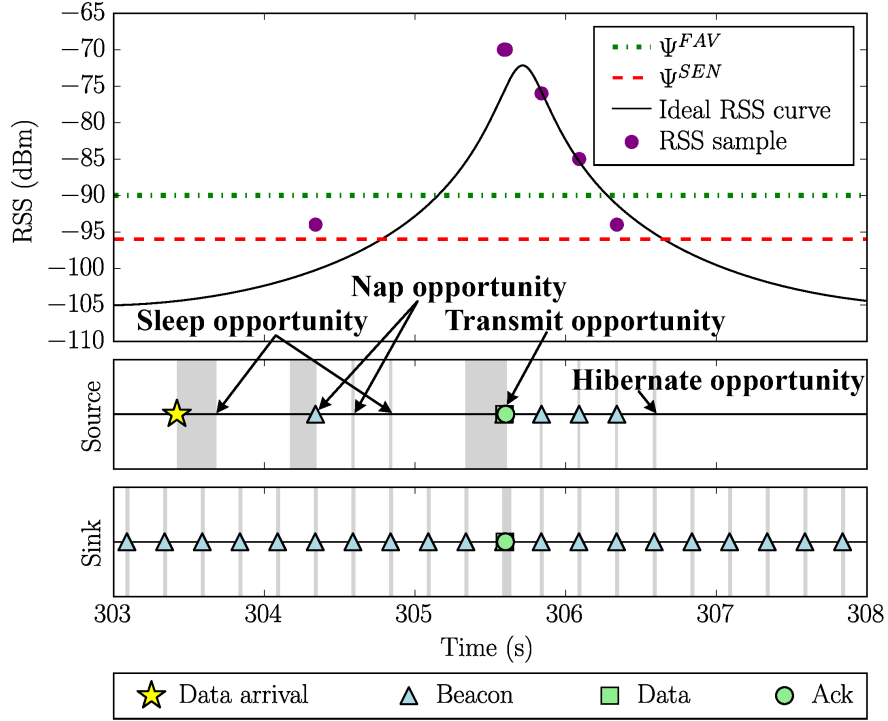 −65
−70
−75
−80
−85
−90
−95
−100
−105
−110
RSS (dBm)
Ψ^FAV
Ψ^SEN
Ideal RSS curve
RSS sample
Nap opportunity
Sleep opportunity
Transmit opportunity
Hibernate opportunity
Source
Sink
303
304
305
306
307
308
Time (s)
Data arrival
Beacon
Data
Ack